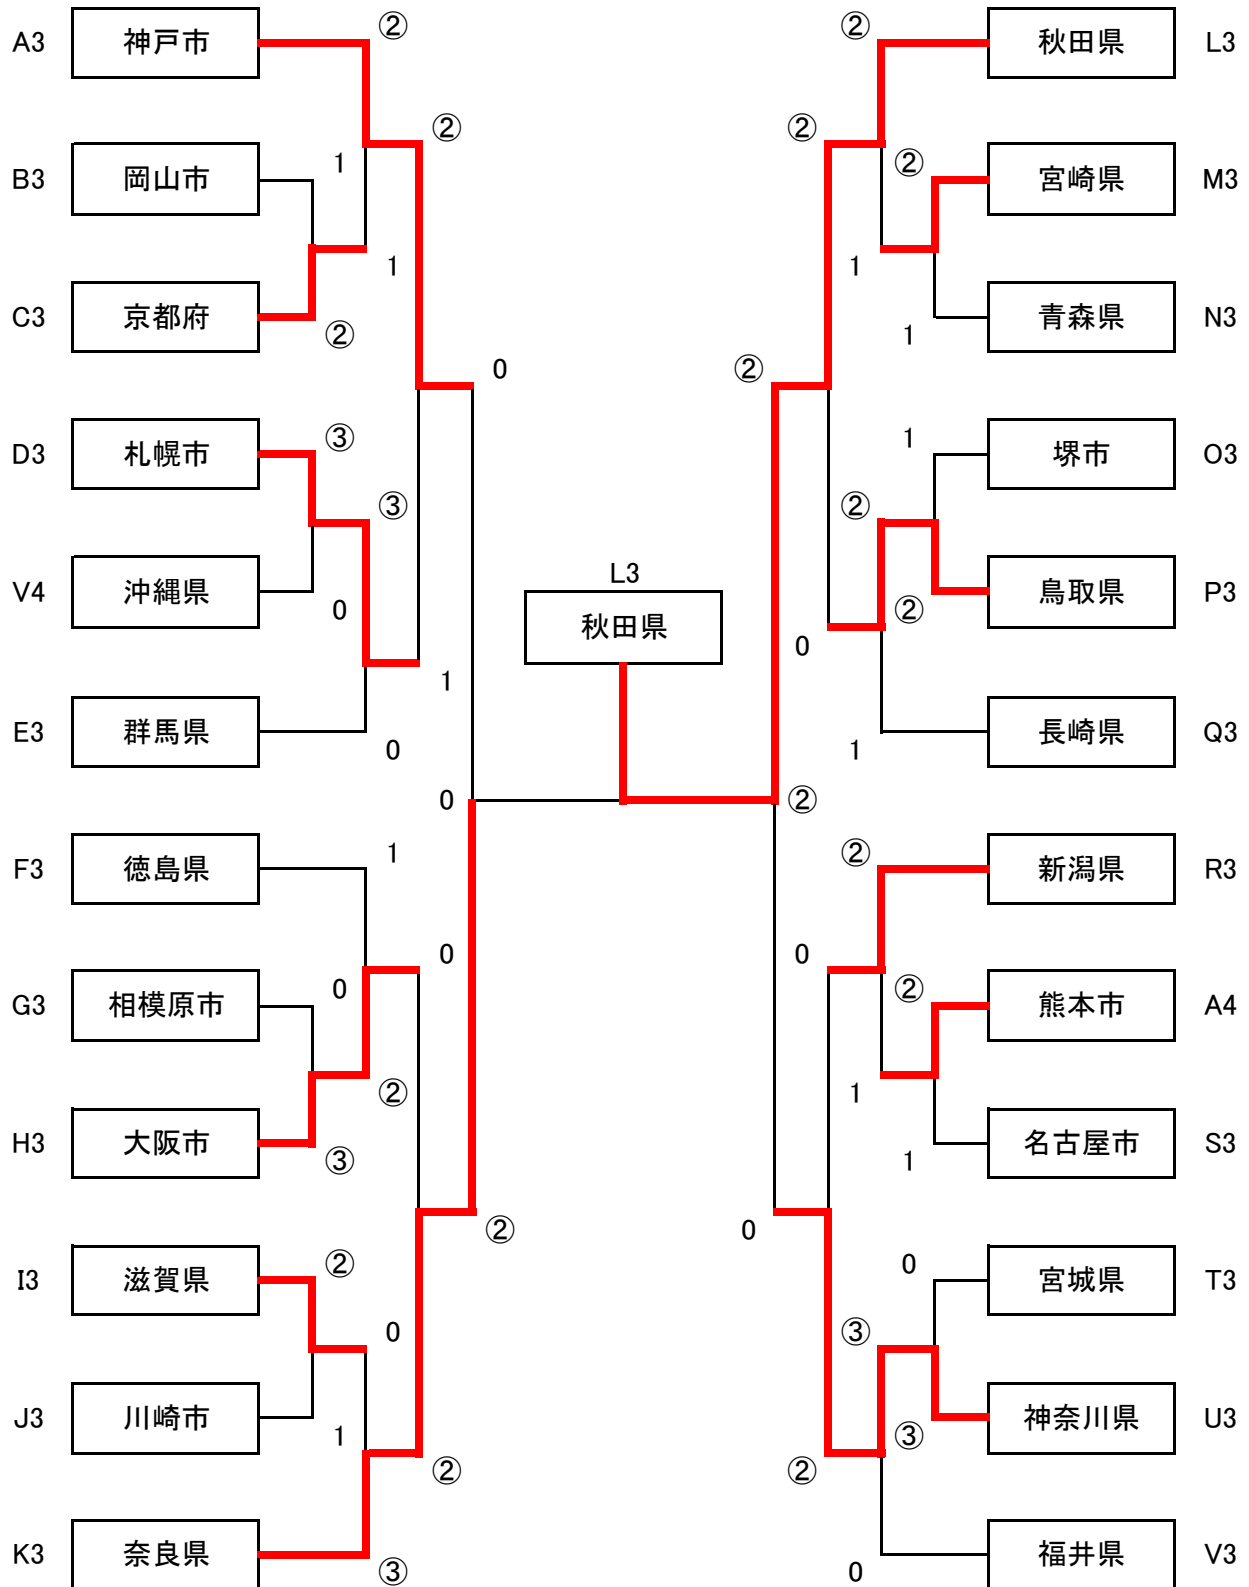 A3 神戸市 ② ② 秋田県 L3
② ②
B3 岡山市 1 ② 宮崎県 M3
1 1
C3 京都府 ② 1 青森県 N3
0 ②
D3 札幌市 ③ 1 堺市 O3
③ ②
L3
V4 沖縄県 0 ② 鳥取県 P3
秋田県
1 0
E3 群馬県 0 1 長崎県 Q3
0 ②
F3 徳島県 1 ② 新潟県 R3
0 0
G3 相模原市 0 ② 熊本市 A4
② 1
H3 大阪市 ③ 1 名古屋市 S3
② 0
I3 滋賀県 ② 0 宮城県 T3
0 ③
J3 川崎市 1 ③ 神奈川県 U3
② ②
K3 奈良県 ③ 0 福井県 V3